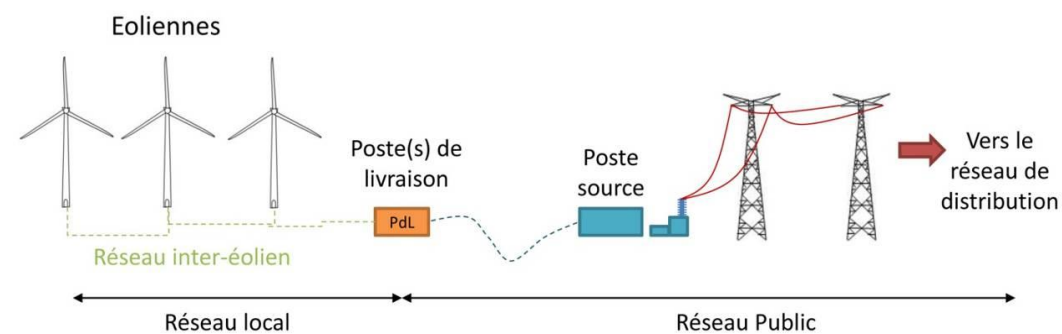 Eoliennes
Poste(s) de
livraison
PdL
Poste
source
Vers le
réseau de
distribution
Réseau inter-éolien
Réseau local
Réseau Public